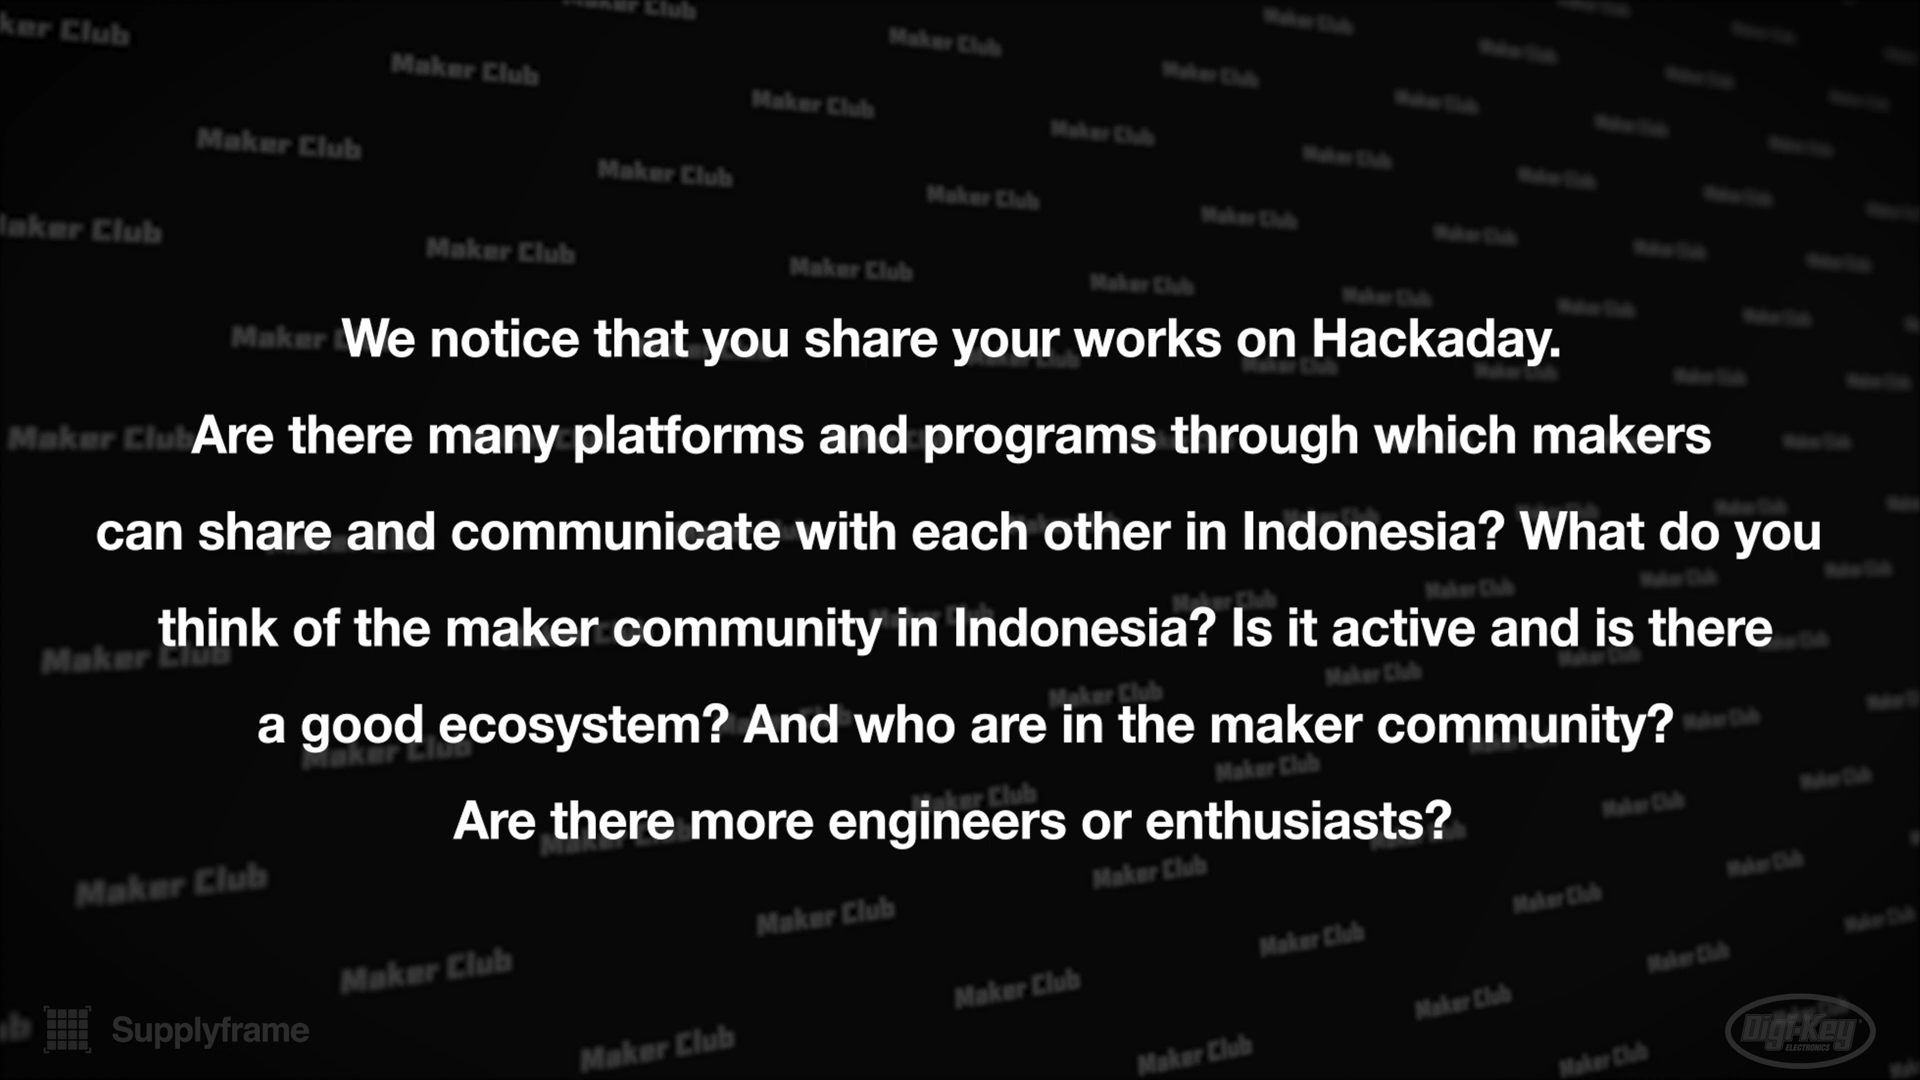 We notice that you share your works on Hackaday.
Are there many platforms and programs through which makers
can share and communicate with each other in Indonesia? What do you
think of the maker community in Indonesia? Is it active and is there
a good ecosystem? And who are in the maker community?
Are there more engineers or enthusiasts?
Maker Club
Supplyframe
Digi-Key
ELECTRONICS